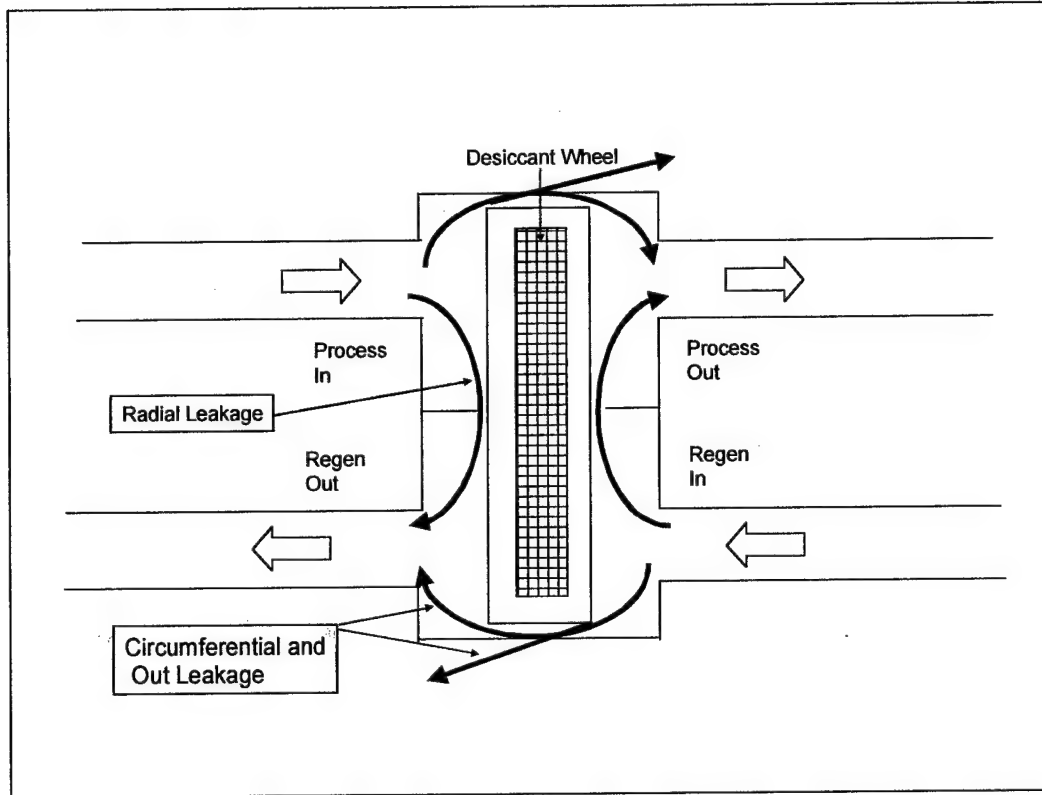 Desiccant Wheel
Process
In
Process
Out
Radial Leakage
Regen
Out
Regen
In
Circumferential and
Out Leakage